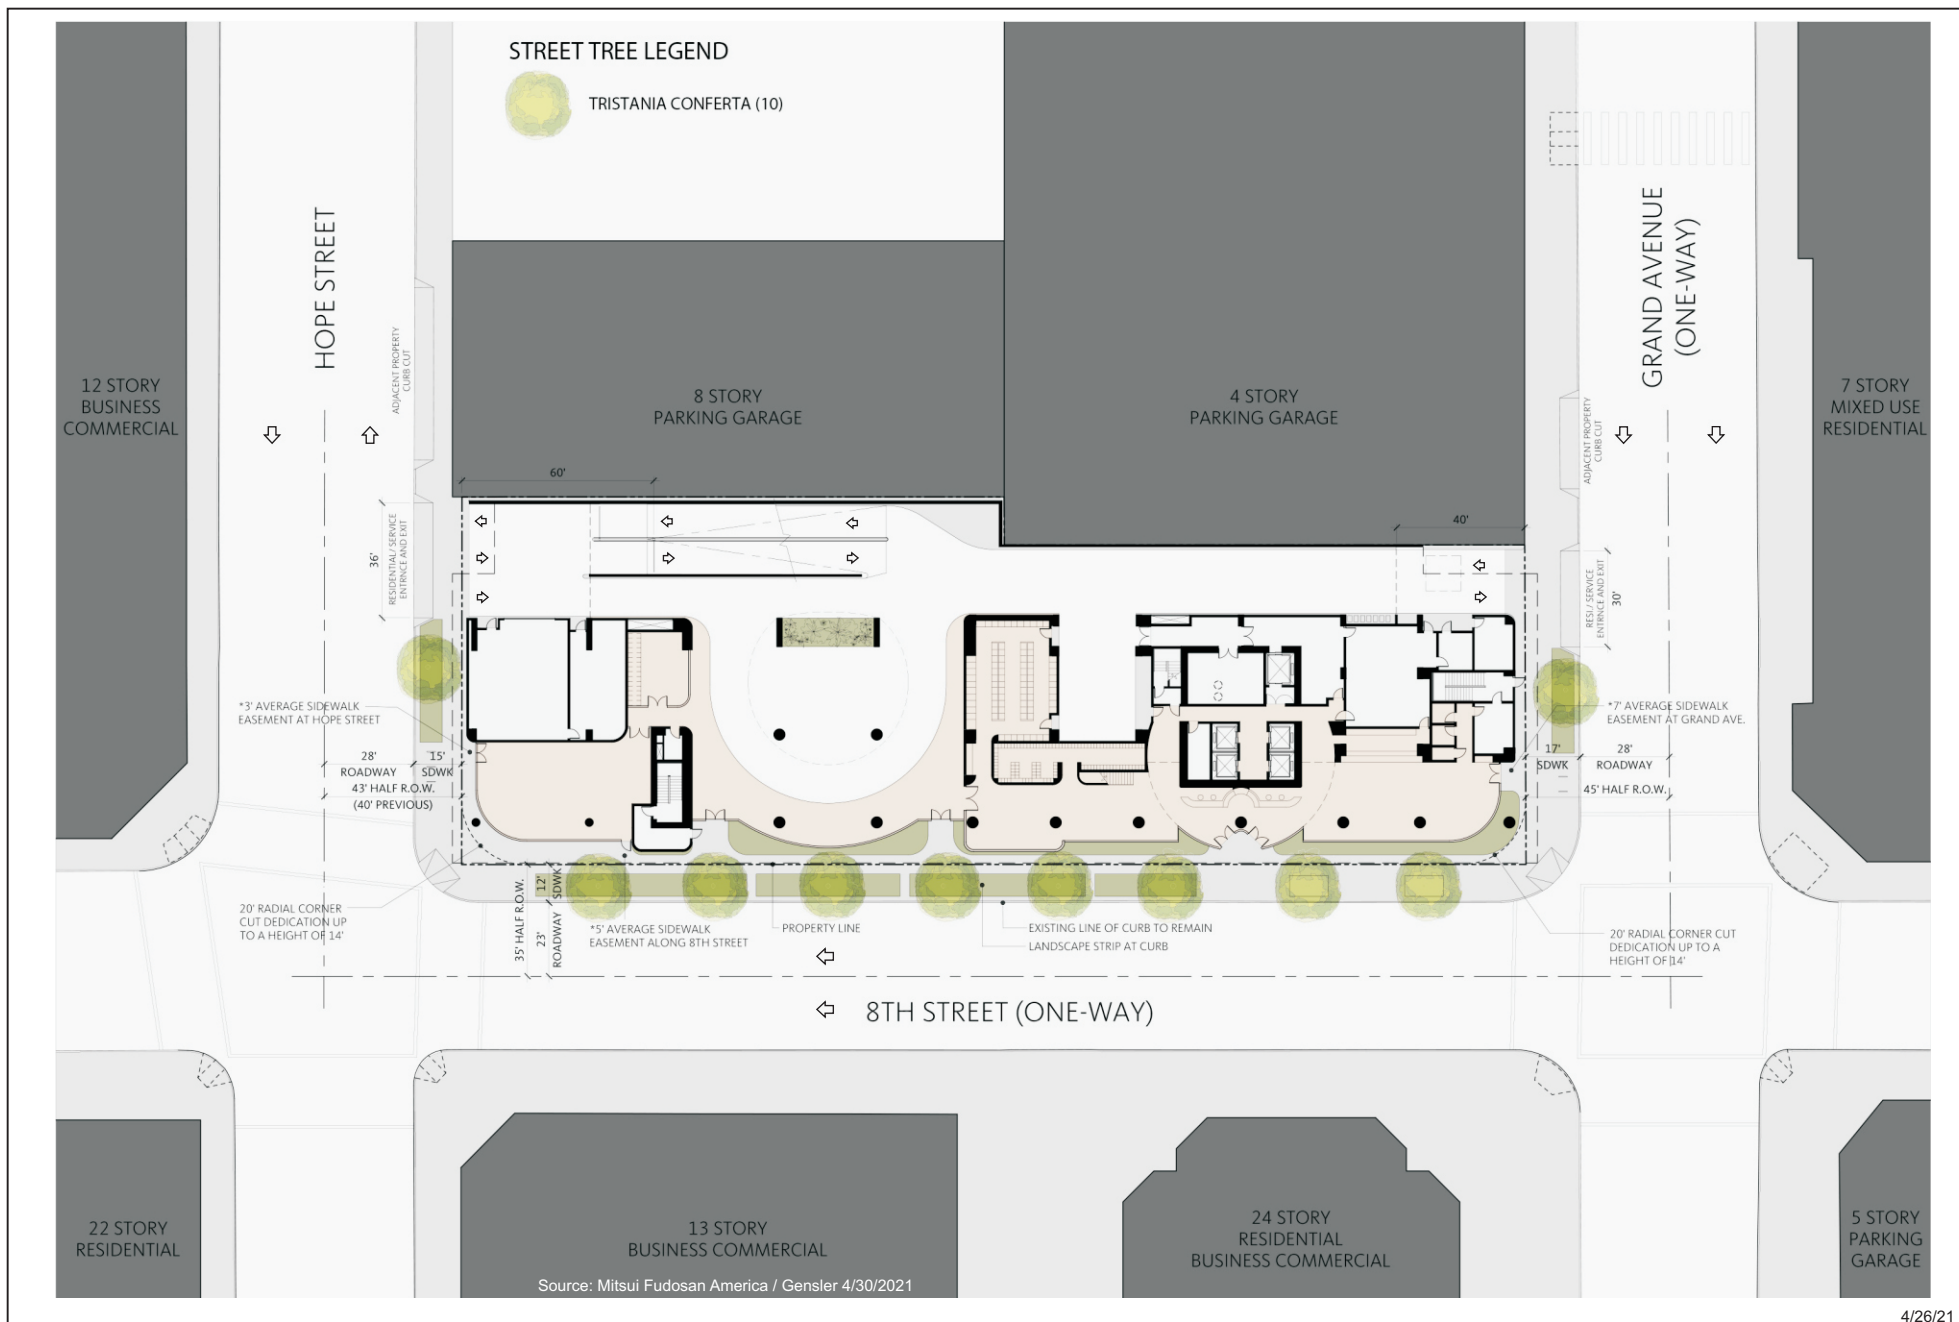 STREET TREE LEGEND
TRISTANIA CONFERTA (10)
HOPE STREET
GRAND AVENUE
(ONE-WAY)
12 STORY
BUSINESS
COMMERCIAL
ADJACENT PROPERTY
CURB CUT
8 STORY
PARKING GARAGE
4 STORY
PARKING GARAGE
ADJACENT PROPERTY
CURB CUT
7 STORY
MIXED USE
RESIDENTIAL
60'
40'
36'
RESIDENTIAL/ SERVICE
ENTRNCE AND EXIT
RESI./ SERVICE
ENTRNCE AND EXIT
30'
*3' AVERAGE SIDEWALK
EASEMENT AT HOPE STREET
*7' AVERAGE SIDEWALK
EASEMENT AT GRAND AVE.
28'
ROADWAY
15'
SDWK
43' HALF R.O.W.
(40' PREVIOUS)
17'
SDWK
28'
ROADWAY
45' HALF R.O.W.
20' RADIAL CORNER
CUT DEDICATION UP
TO A HEIGHT OF 14'
35' HALF R.O.W.
12'
SDWK
23'
ROADWAY
*5' AVERAGE SIDEWALK
EASEMENT ALONG 8TH STREET
PROPERTY LINE
EXISTING LINE OF CURB TO REMAIN
LANDSCAPE STRIP AT CURB
20' RADIAL CORNER CUT
DEDICATION UP TO A
HEIGHT OF 14'
8TH STREET (ONE-WAY)
22 STORY
RESIDENTIAL
13 STORY
BUSINESS COMMERCIAL
24 STORY
RESIDENTIAL
BUSINESS COMMERCIAL
5 STORY
PARKING
GARAGE
Source: Mitsui Fudosan America / Gensler 4/30/2021
4/26/21